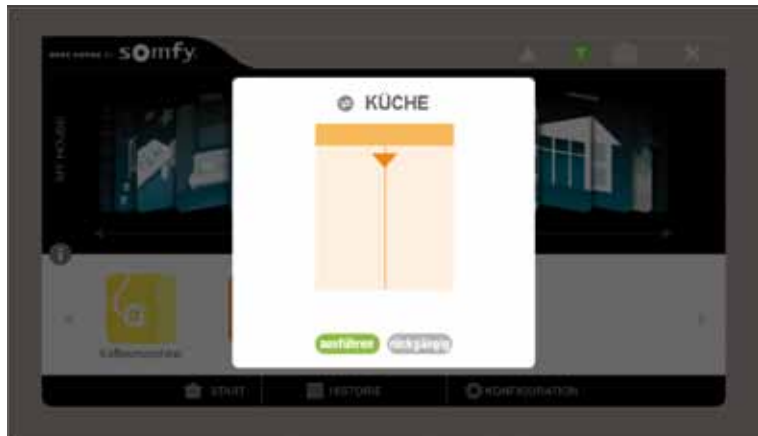 somfy.
KÜCHE
MY HOUSE
Kaffeemaschine
ausführen
rückgängig
START
HISTORIE
KONFIGURATION